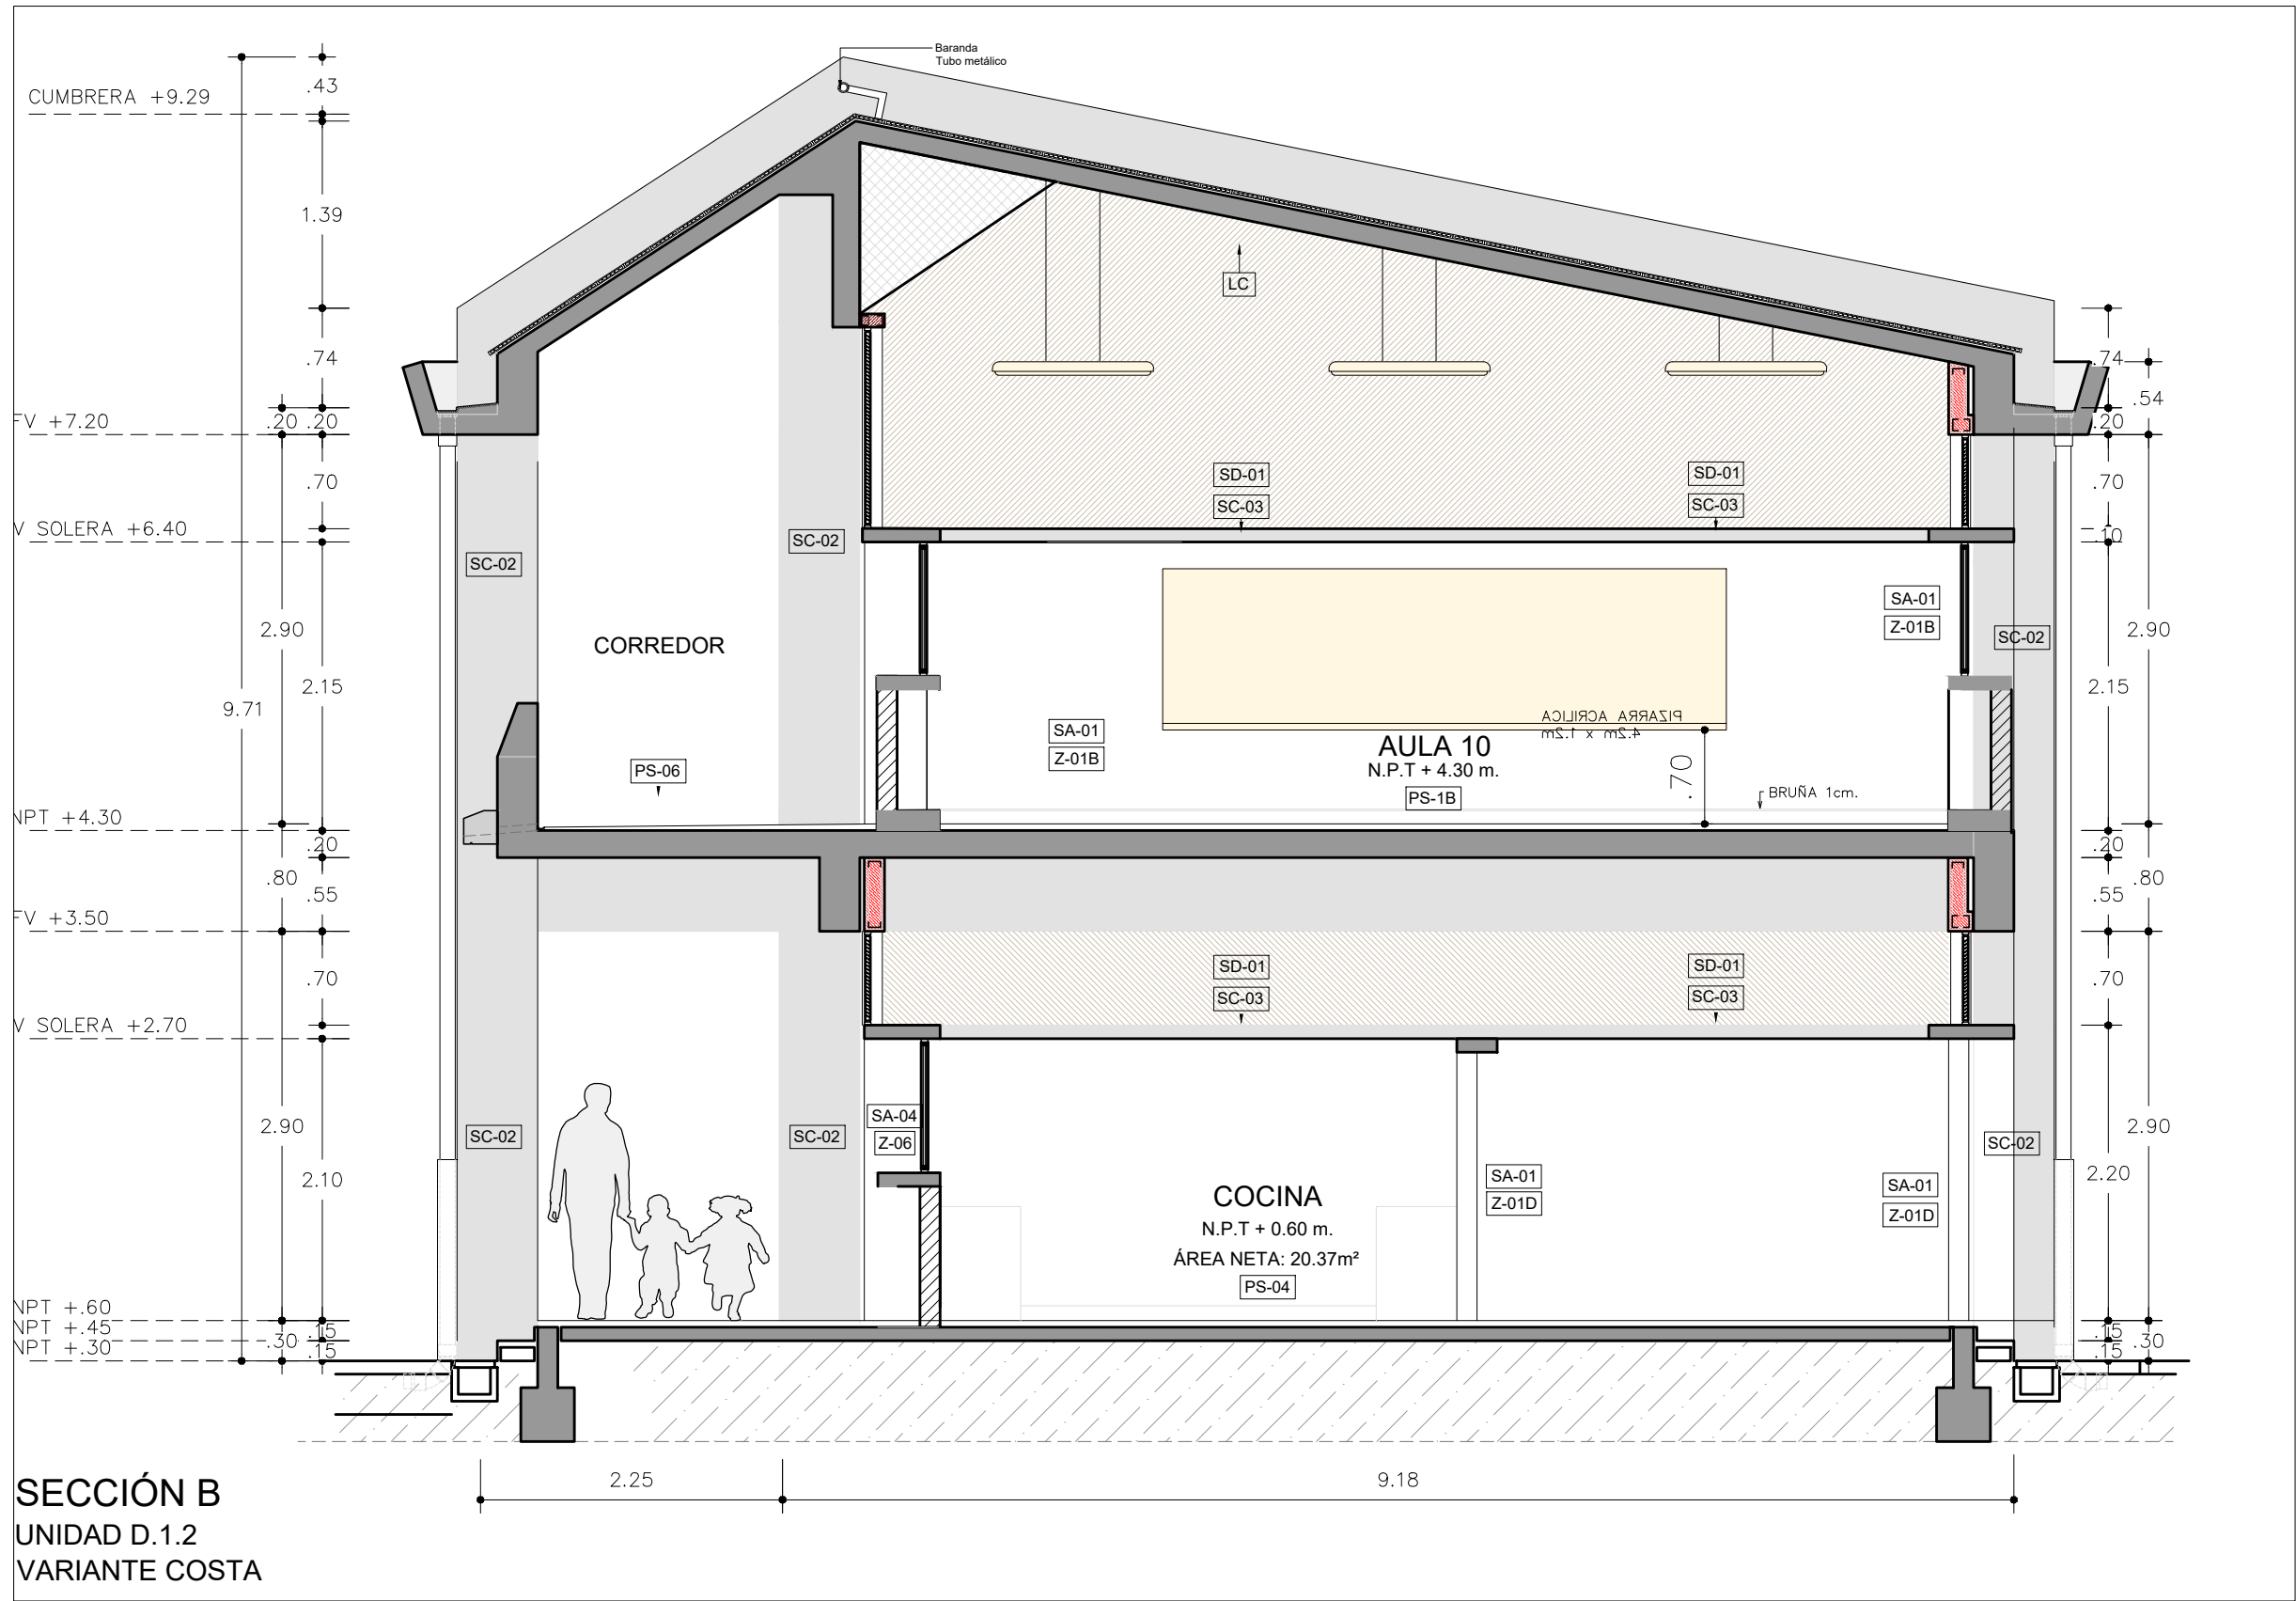 Baranda
Tubo metálico
.43
CUMBRERA +9.29
1.39
LC
.74
.74
.54
FV +7.20
.20
.20
.20
.70
SD-01
SD-01
.70
SC-03
SC-03
V SOLERA +6.40
.10
SC-02
SC-02
SC-02
SA-01
Z-01B
2.90
CORREDOR
2.90
2.15
2.15
9.71
PIZARRA ACRILICA
4.2m x 1.2m
SA-01
Z-01B
AULA 10
N.P.T + 4.30 m.
PS-06
.70
PS-1B
BRUÑA 1cm.
NPT +4.30
.20
.20
.80
.80
.55
.55
FV +3.50
.70
SD-01
SD-01
.70
SC-03
SC-03
V SOLERA +2.70
2.90
SC-02
SC-02
SA-04
Z-06
SC-02
2.90
2.10
2.20
SA-01
Z-01D
SA-01
Z-01D
COCINA
N.P.T + 0.60 m.
ÁREA NETA: 20.37m²
PS-04
NPT +.60
NPT +.45
NPT +.30
.30
.15
.15
.15
.15
.30
2.25
9.18
SECCIÓN B
UNIDAD D.1.2
VARIANTE COSTA